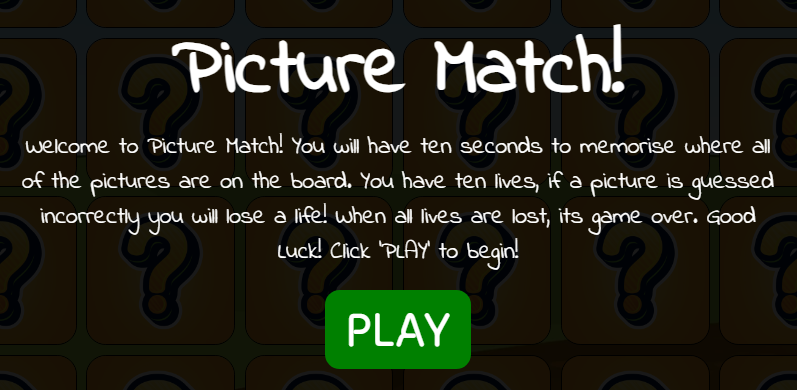 Picture Match!
Welcome to Picture Match! You will have ten seconds to memorise where all
of the pictures are on the board. You have ten lives, if a picture is guessed
incorrectly you will lose a life! When all lives are lost, its game over. Good
Luck! Click 'PLAY' to begin!
PLAY